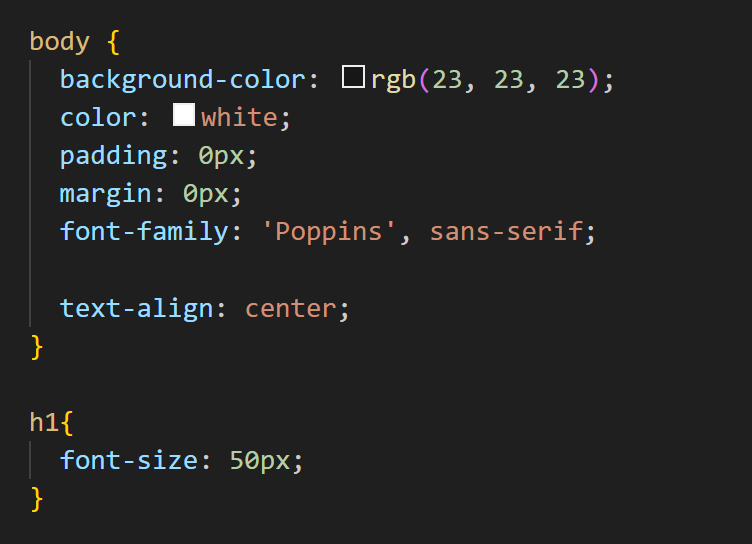 body {
  background-color: rgb(23, 23, 23);
  color: white;
  padding: 0px;
  margin: 0px;
  font-family: 'Poppins', sans-serif;

  text-align: center;
}

h1{
  font-size: 50px;
}